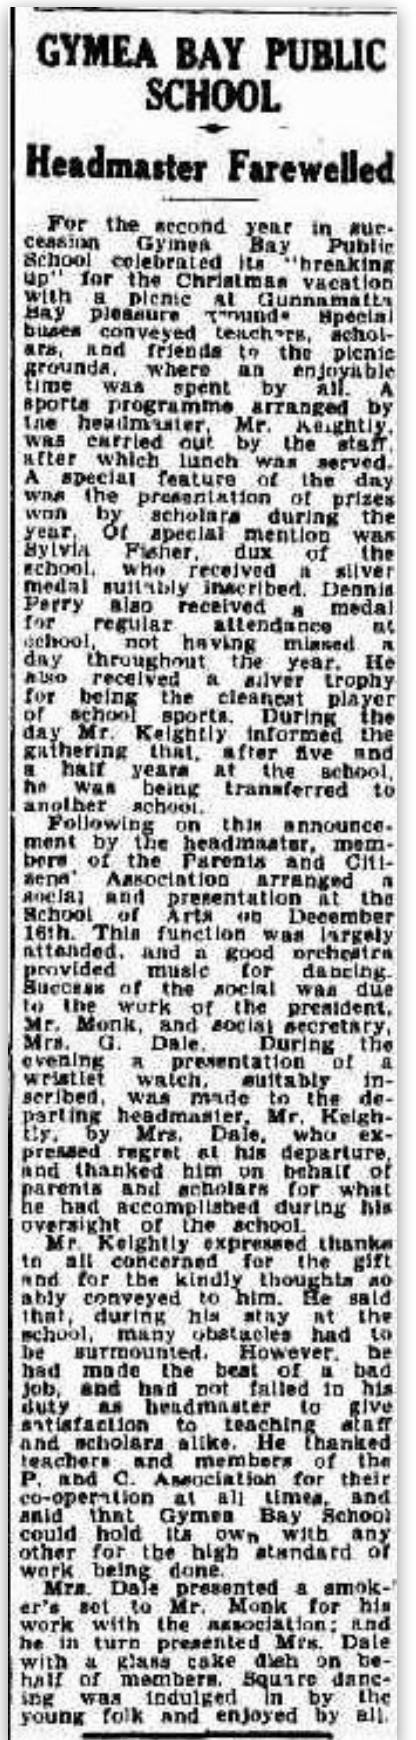 GYMEA BAY PUBLIC
SCHOOL
Headmaster Farewelled
For the second year in suc-
cession Gymea Bay Public
School celebrated its "breaking
up" for the Christmas vacation
with a picnic at Gunnamatta
Bay pleasure grounds Special
buses conveyed teachers, schol-
ars, and friends to the picnic
grounds, where an enjoyable
time was spent by all. A
sports programme arranged by
the headmaster, Mr. Keightly,
was carried out by the staff,
after which lunch was served.
A special feature of the day
was the presentation of prizes
won by scholars during the
year. Of special mention was
Sylvia Fisher, dux of the
school, who received a silver
medal suitably inscribed. Dennis
Perry also received a medal
for regular attendance at
school, not having missed a
day throughout the year. He
also received a silver trophy
for being the cleanest player
of school sports. During the
day Mr. Keightly informed the
gathering that, after five and
a half years at the school,
he was being transferred to
another school.
Following on this announce-
ment by the headmaster, mem-
bers of the Parents and Citi-
zens' Association arranged a
social and presentation at the
School of Arts on December
16th. This function was largely
attended, and a good orchestra
provided music for dancing.
Success of the social was due
to the work of the president,
Mr. Monk, and social secretary,
Mrs. G. Dale. During the
evening a presentation of a
wristlet watch, suitably in-
scribed, was made to the de-
parting headmaster, Mr. Keigh-
tly, by Mrs. Dale, who ex-
pressed regret at his departure,
and thanked him on behalf of
parents and scholars for what
he had accomplished during his
oversight of the school.
Mr. Keightly expressed thanks
to all concerned for the gift
and for the kindly thoughts so
ably conveyed to him. He said
that, during his stay at the
school, many obstacles had to
be surmounted. However, he
had made the best of a bad
job, and had not failed in his
duty as headmaster to give
satisfaction to teaching staff
and scholars alike. He thanked
teachers and members of the
P. and C. Association for their
co-operation at all times, and
said that Gymea Bay School
could hold its own with any
other for the high standard of
work being done.
Mrs. Dale presented a smok-
er's set to Mr. Monk for his
work with the association; and
he in turn presented Mrs. Dale
with a glass cake dish on be-
half of members. Square danc-
ing was indulged in by the
young folk and enjoyed by all.